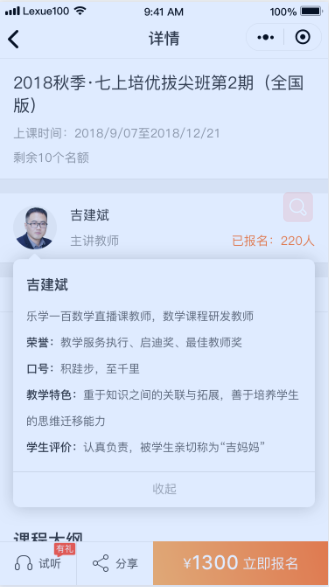 Lexue100
9:41 AM
100%
详情
2018秋季·七上培优拔尖班第2期（全国
版）
上课时间：2018/9/07至2018/12/21
剩余10个名额
吉建斌
主讲教师
已报名：220人
吉建斌
乐学一百数学直播课教师，数学课程研发教师
荣誉：教学服务执行、启迪奖、最佳教师奖
口号：积跬步，至千里
教学特色：重于知识之间的关联与拓展，善于培养学生
的思维迁移能力
学生评价：认真负责，被学生亲切称为“吉妈妈”
收起
课程大纲
有礼
试听
分享
¥1300 立即报名